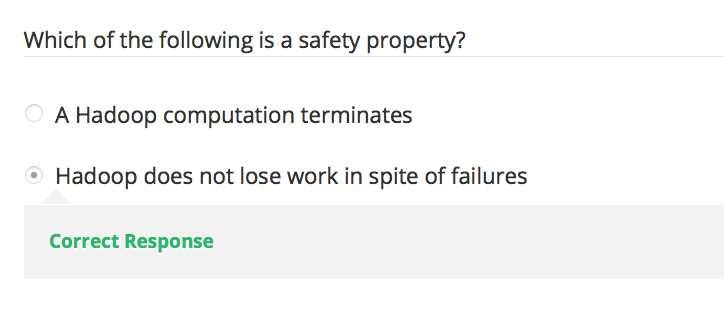 Which of the following is a safety property?
A Hadoop computation terminates
Hadoop does not lose work in spite of failures
Correct Response